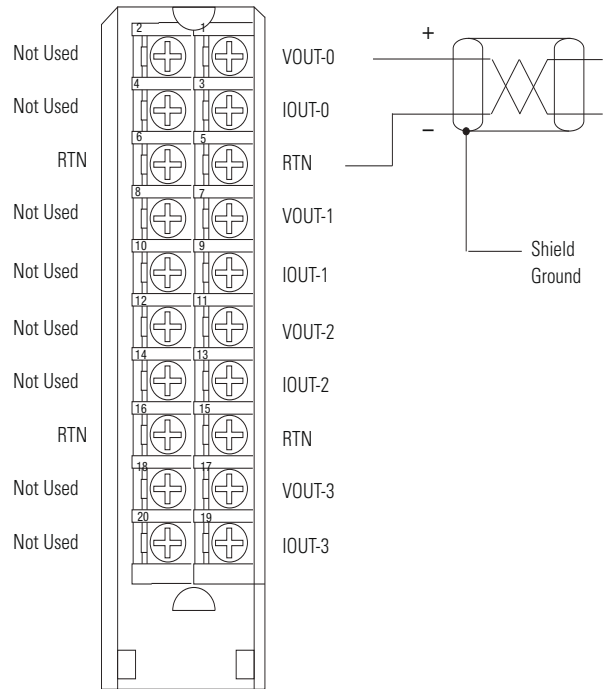 2 1
Not Used VOUT-0 +
4 3
Not Used IOUT-0
6 5 –
RTN RTN
8 7
Not Used VOUT-1
10 9
Not Used IOUT-1
Shield
Ground
12 11
Not Used VOUT-2
14 13
Not Used IOUT-2
16 15
RTN RTN
18 17
Not Used VOUT-3
20 19
Not Used IOUT-3